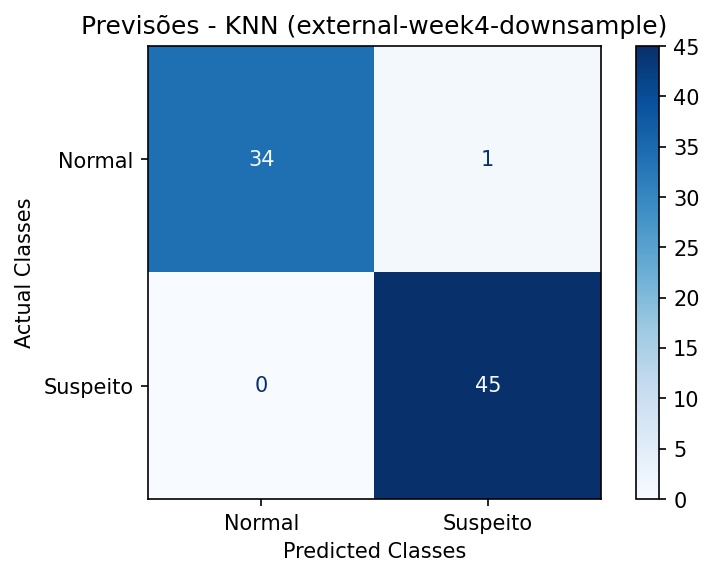 Previsões - KNN (external-week4-downsample)
Actual Classes
Normal
34
1
Suspeito
0
45
Normal
Suspeito
Predicted Classes
45
40
35
30
25
20
15
10
5
0